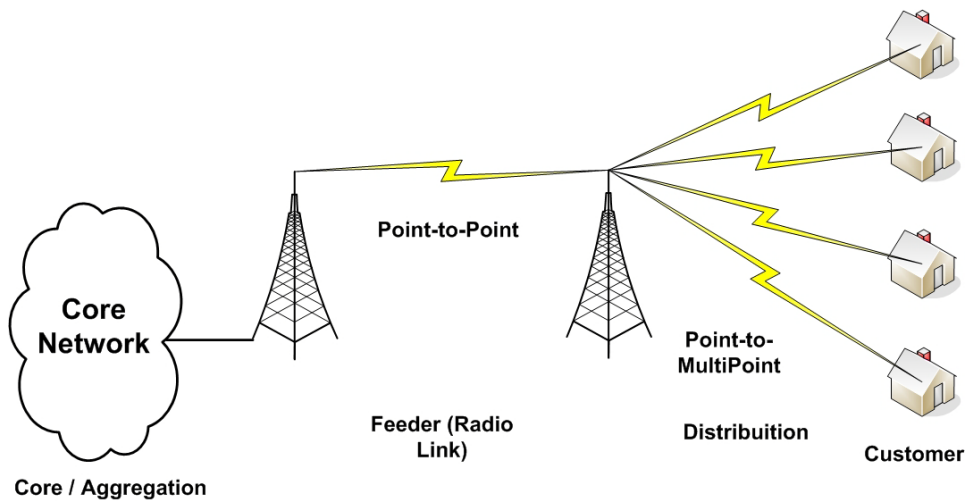 Point-to-Point
Core
Network
Point-to-
MultiPoint
Feeder (Radio
Link)
Distribuition
Customer
Core / Aggregation